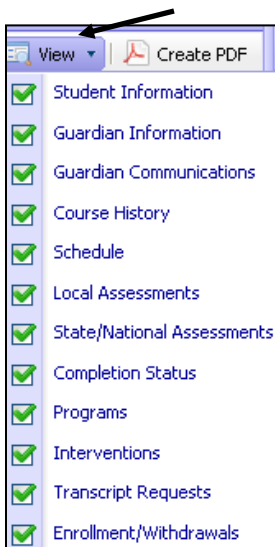 View Create PDF
Student Information
Guardian Information
Guardian Communications
Course History
Schedule
Local Assessments
State/National Assessments
Completion Status
Programs
Interventions
Transcript Requests
Enrollment/Withdrawals